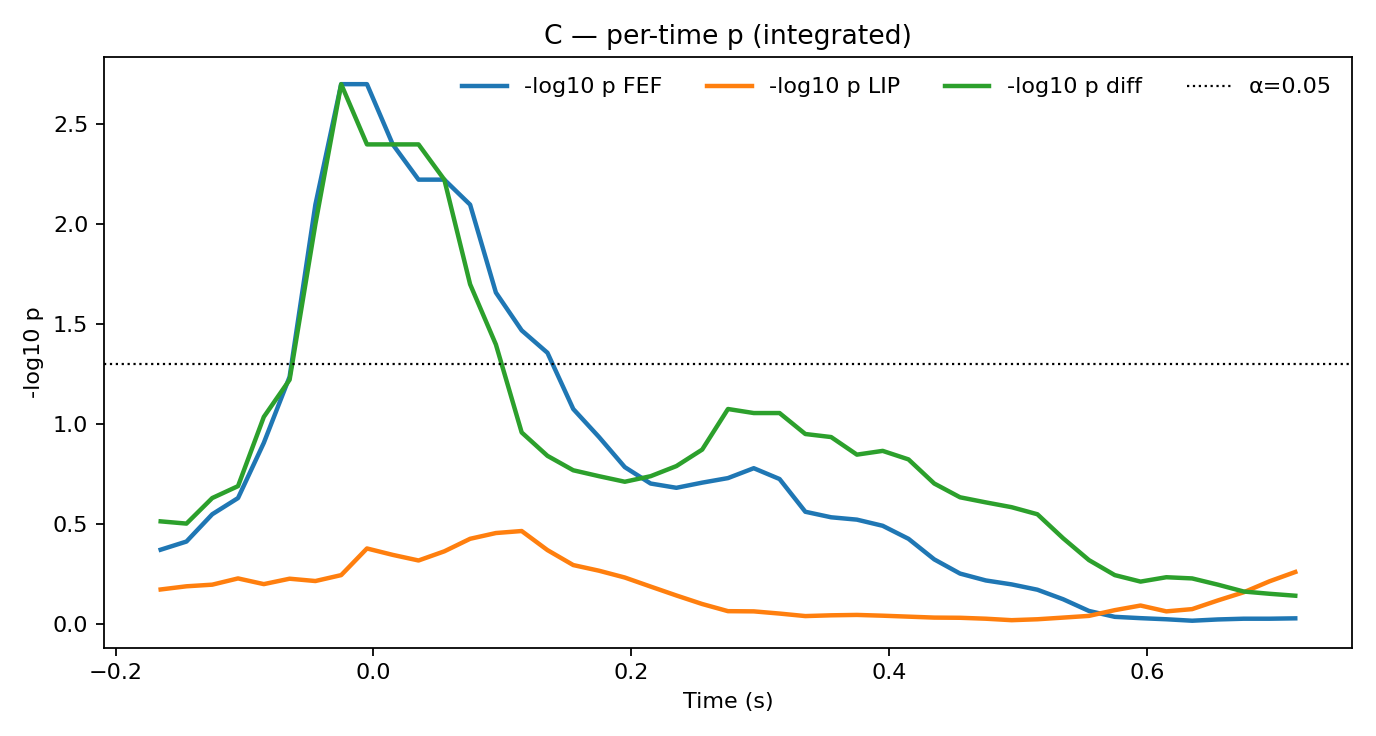 C — per-time p (integrated)
-log10 p FEF
-log10 p LIP
-log10 p diff
α=0.05
2.5
2.0
1.5
1.0
0.5
0.0
-log10 p
−0.2
0.0
0.2
0.4
0.6
Time (s)